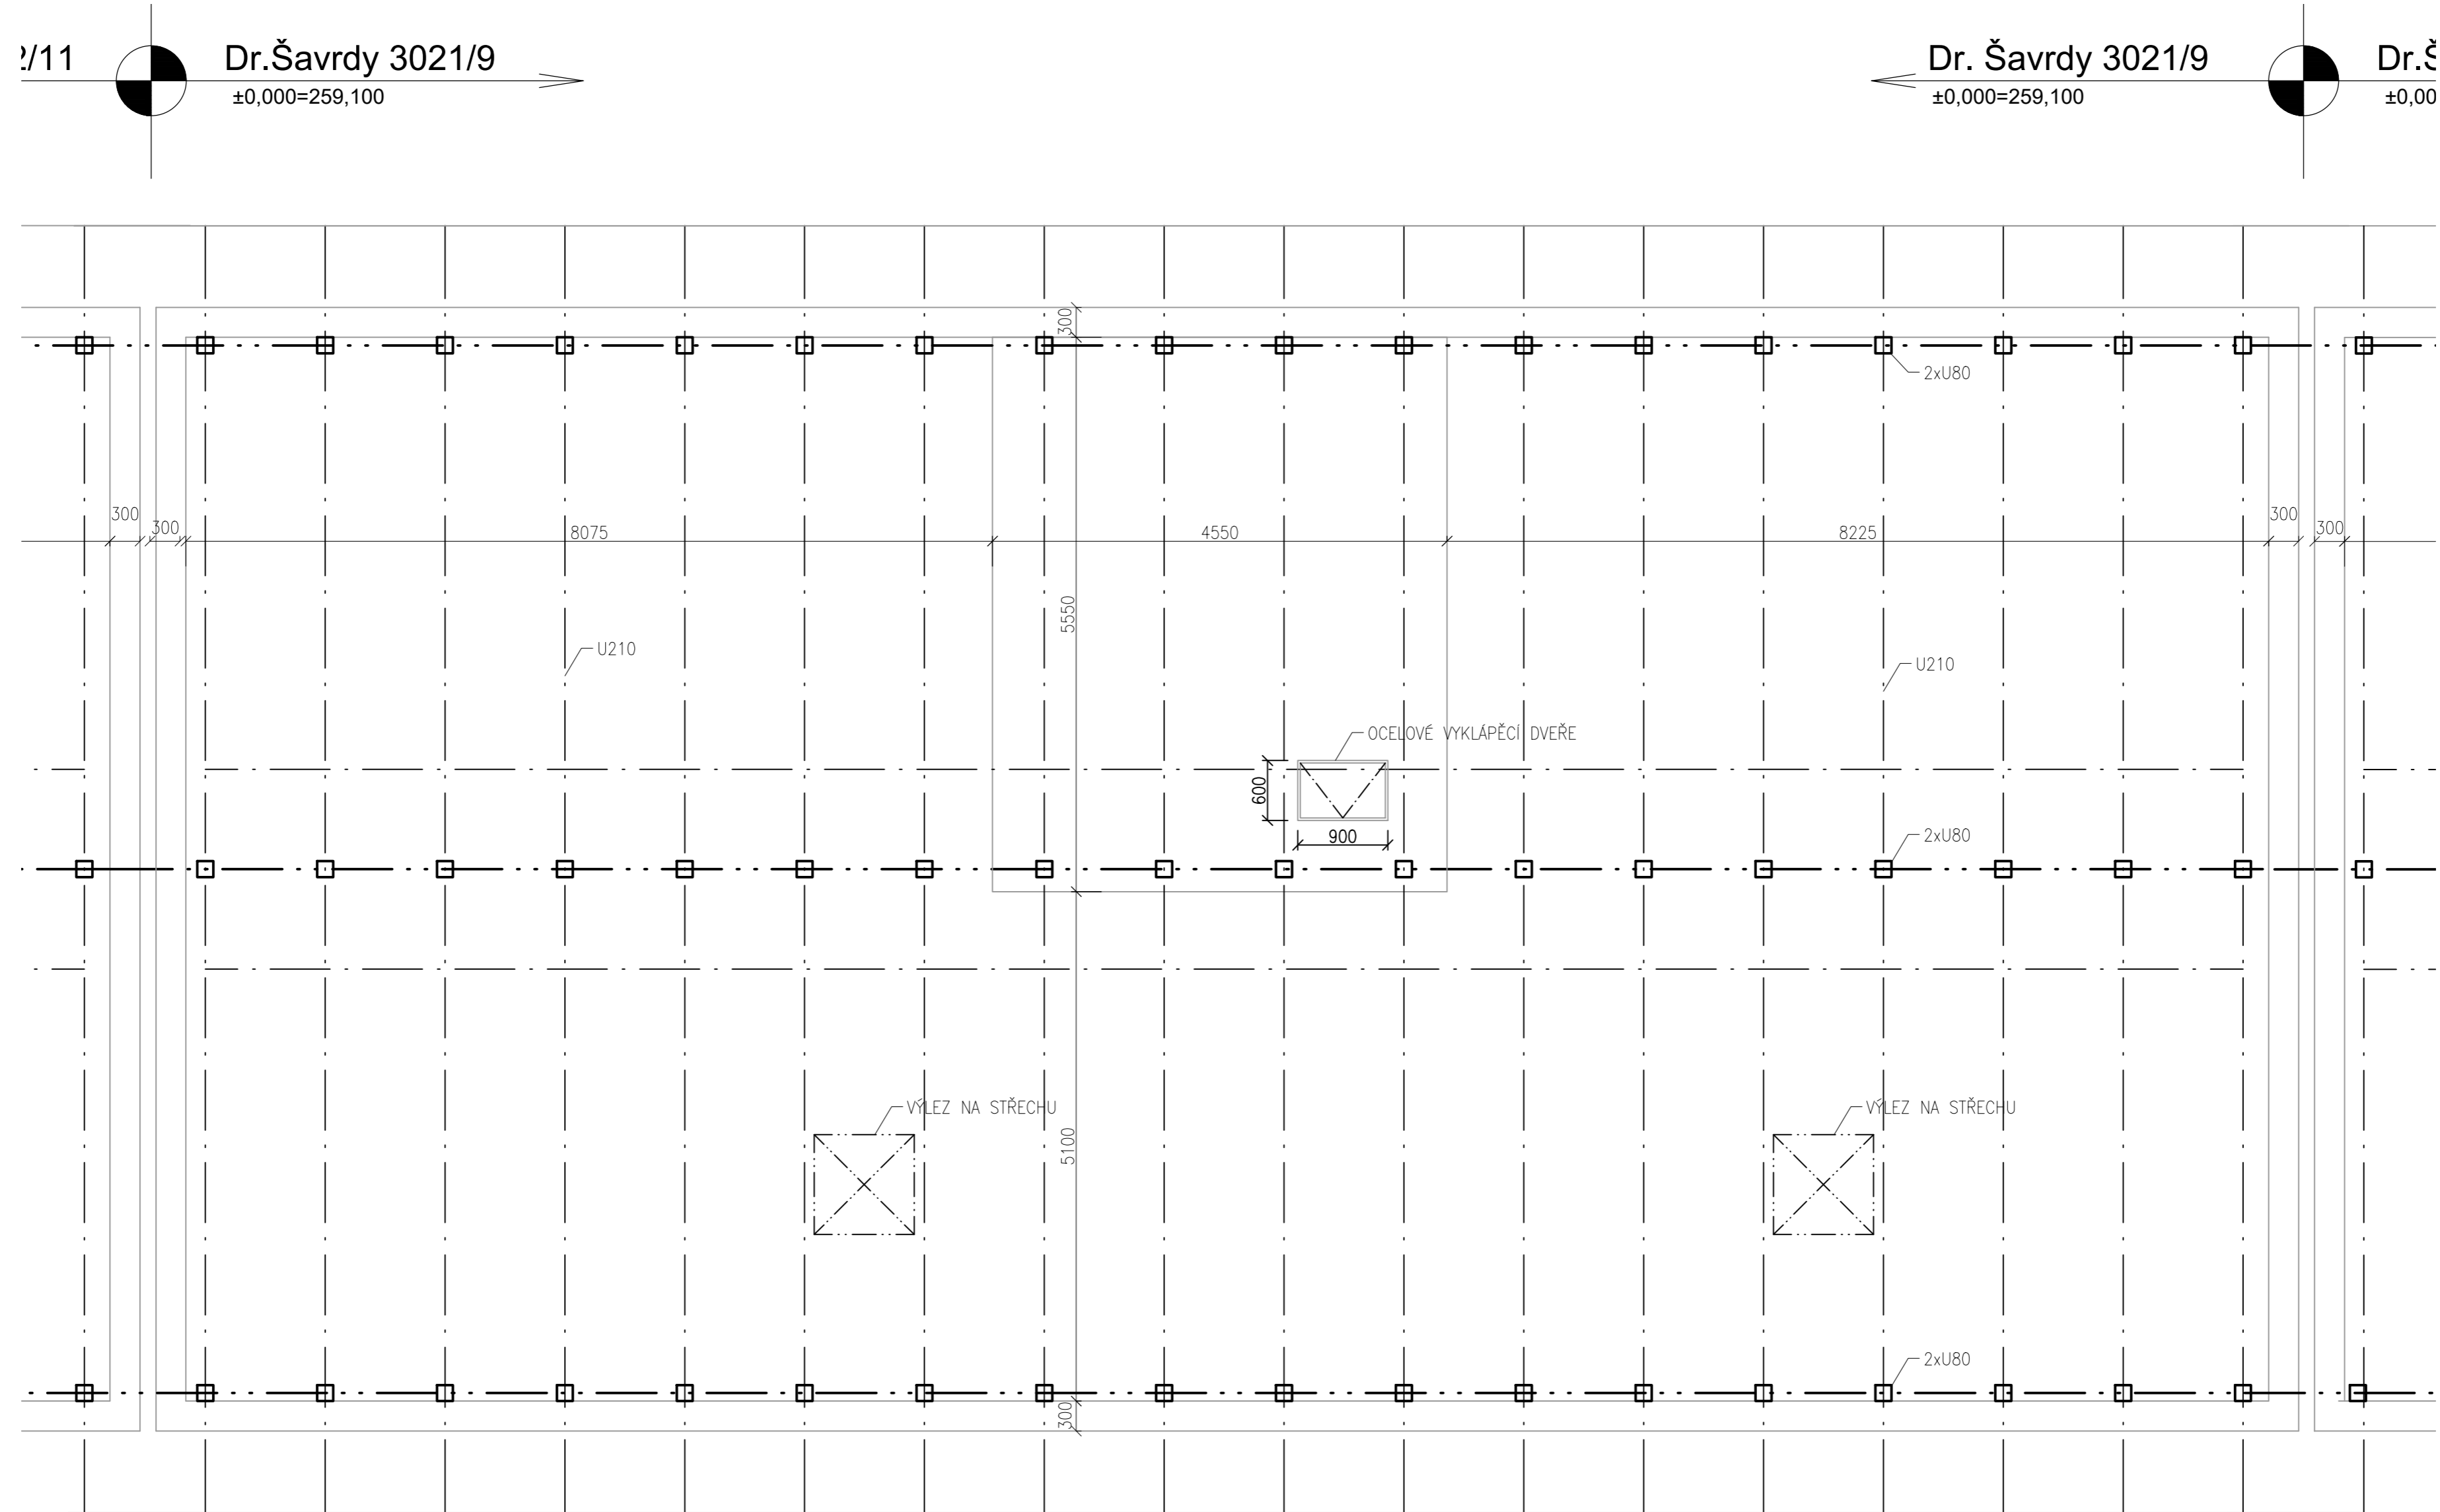 2/11
Dr.Šavrdy 3021/9
±0,000=259,100
Dr. Šavrdy 3021/9
±0,000=259,100
Dr.Š
±0,00
300
2xU80
300
300
8075
4550
8225
300
300
5550
U210
U210
OCELOVÉ VYKLÁPĚCÍ DVEŘE
600
900
2xU80
VÝLEZ NA STŘECHU
VÝLEZ NA STŘECHU
5100
2xU80
300